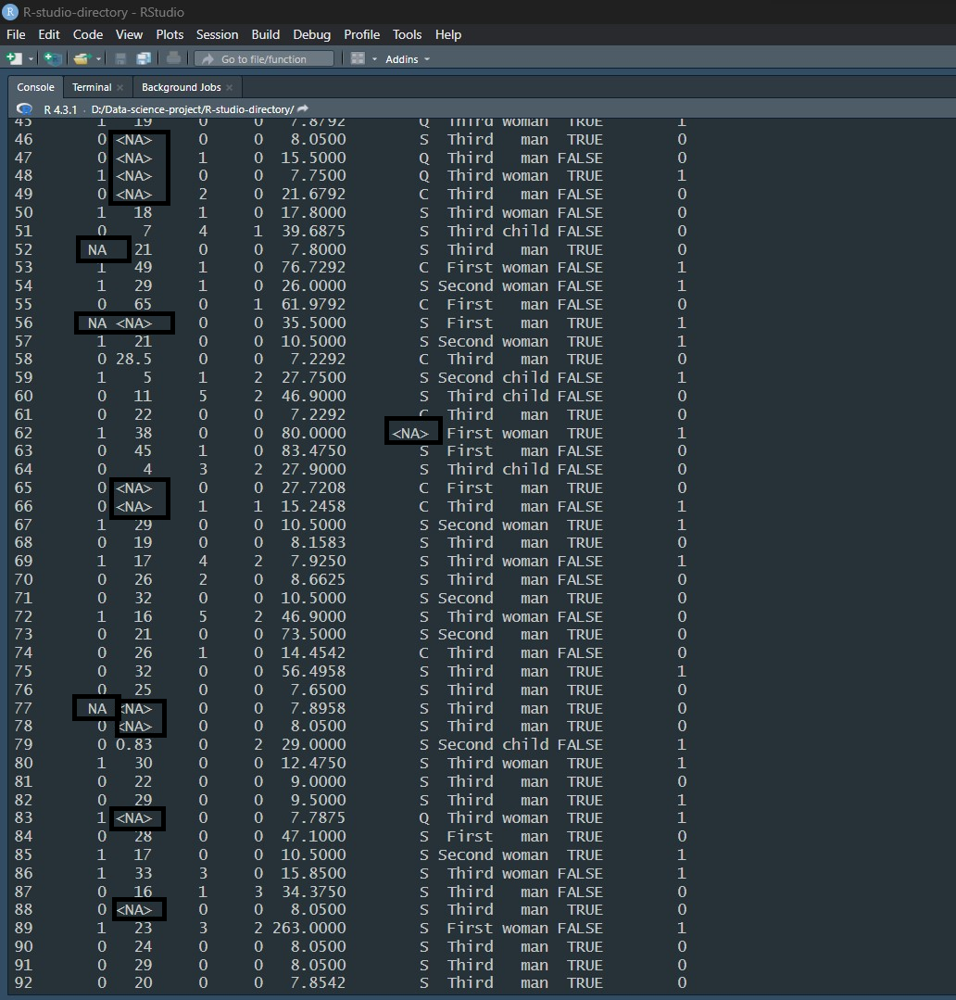 R-studio-directory - RStudio
File Edit Code View Plots Session Build Debug Profile Tools Help
Go to file/function Addins
Console Terminal Background Jobs
R 4.3.1 · D:/Data-science-project/R-studio-directory/
45 1 19 0 0 7.8792 Q Third woman TRUE 1
46 0 <NA> 0 0 8.0500 S Third man TRUE 0
47 0 <NA> 1 0 15.5000 Q Third man FALSE 0
48 1 <NA> 0 0 7.7500 Q Third woman TRUE 1
49 0 <NA> 2 0 21.6792 C Third man FALSE 0
50 1 18 1 0 17.8000 S Third woman FALSE 0
51 0 7 4 1 39.6875 S Third child FALSE 0
52 NA 21 0 0 7.8000 S Third man TRUE 0
53 1 49 1 0 76.7292 C First woman FALSE 1
54 1 29 1 0 26.0000 S Second woman FALSE 1
55 0 65 0 1 61.9792 C First man FALSE 0
56 NA <NA> 0 0 35.5000 S First man TRUE 1
57 1 21 0 0 10.5000 S Second woman TRUE 1
58 0 28.5 0 0 7.2292 C Third man TRUE 0
59 1 5 1 2 27.7500 S Second child FALSE 1
60 0 11 5 2 46.9000 S Third child FALSE 0
61 0 22 0 0 7.2292 C Third man TRUE 0
62 1 38 0 0 80.0000 <NA> First woman TRUE 1
63 0 45 1 0 83.4750 S First man FALSE 0
64 0 4 3 2 27.9000 S Third child FALSE 0
65 0 <NA> 0 0 27.7208 C First man TRUE 0
66 0 <NA> 1 1 15.2458 C Third man FALSE 1
67 1 29 0 0 10.5000 S Second woman TRUE 1
68 0 19 0 0 8.1583 S Third man TRUE 0
69 1 17 4 2 7.9250 S Third woman FALSE 1
70 0 26 2 0 8.6625 S Third man FALSE 0
71 0 32 0 0 10.5000 S Second man TRUE 0
72 1 16 5 2 46.9000 S Third woman FALSE 0
73 0 21 0 0 73.5000 S Second man TRUE 0
74 0 26 1 0 14.4542 C Third man FALSE 0
75 0 32 0 0 56.4958 S Third man TRUE 1
76 0 25 0 0 7.6500 S Third man TRUE 0
77 NA <NA> 0 0 7.8958 S Third man TRUE 0
78 0 <NA> 0 0 8.0500 S Third man TRUE 0
79 0 0.83 0 2 29.0000 S Second child FALSE 1
80 1 30 0 0 12.4750 S Third woman TRUE 1
81 0 22 0 0 9.0000 S Third man TRUE 0
82 0 29 0 0 9.5000 S Third man TRUE 1
83 1 <NA> 0 0 7.7875 Q Third woman TRUE 1
84 0 28 0 0 47.1000 S First man TRUE 0
85 1 17 0 0 10.5000 S Second woman TRUE 1
86 1 33 3 0 15.8500 S Third woman FALSE 1
87 0 16 1 3 34.3750 S Third man FALSE 0
88 0 <NA> 0 0 8.0500 S Third man TRUE 0
89 1 23 3 2 263.0000 S First woman FALSE 1
90 0 24 0 0 8.0500 S Third man TRUE 0
91 0 29 0 0 8.0500 S Third man TRUE 0
92 0 20 0 0 7.8542 S Third man TRUE 0